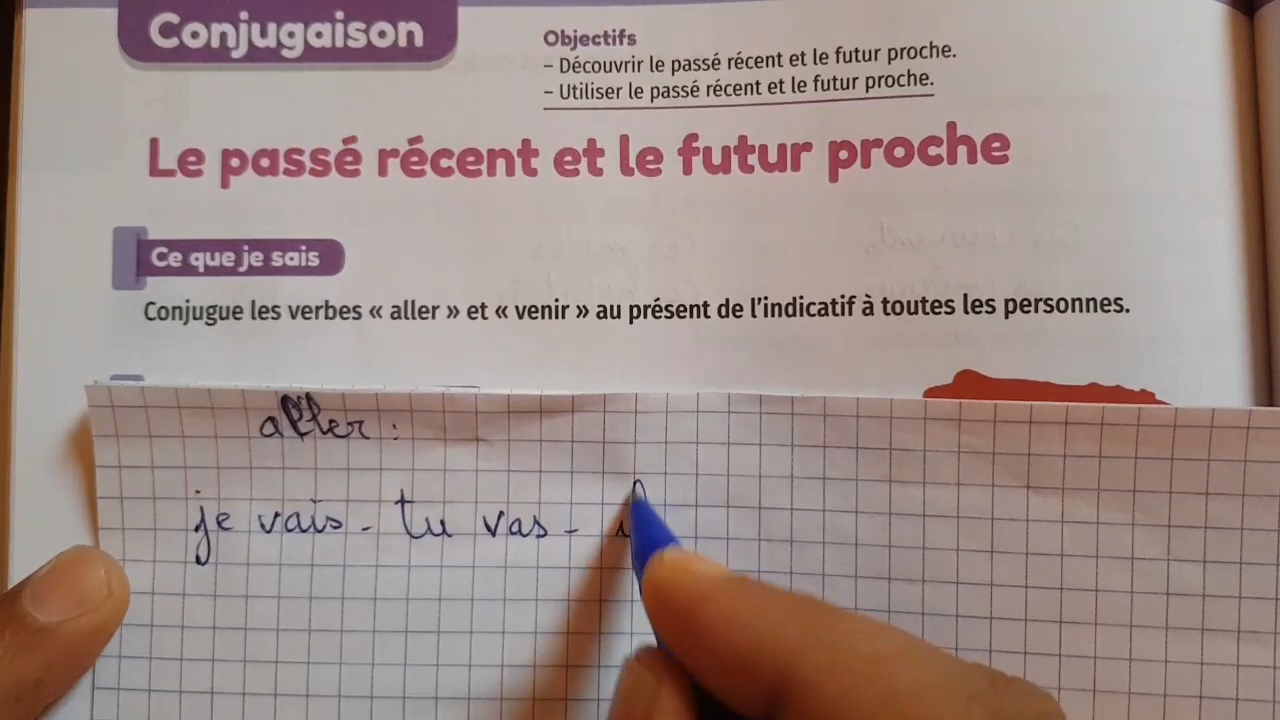 Conjugaison
Objectifs
– Découvrir le passé récent et le futur proche.
– Utiliser le passé récent et le futur proche.
Le passé récent et le futur proche
Ce que je sais
Conjugue les verbes « aller » et « venir » au présent de l'indicatif à toutes les personnes.
aller :
je vais - tu vas -